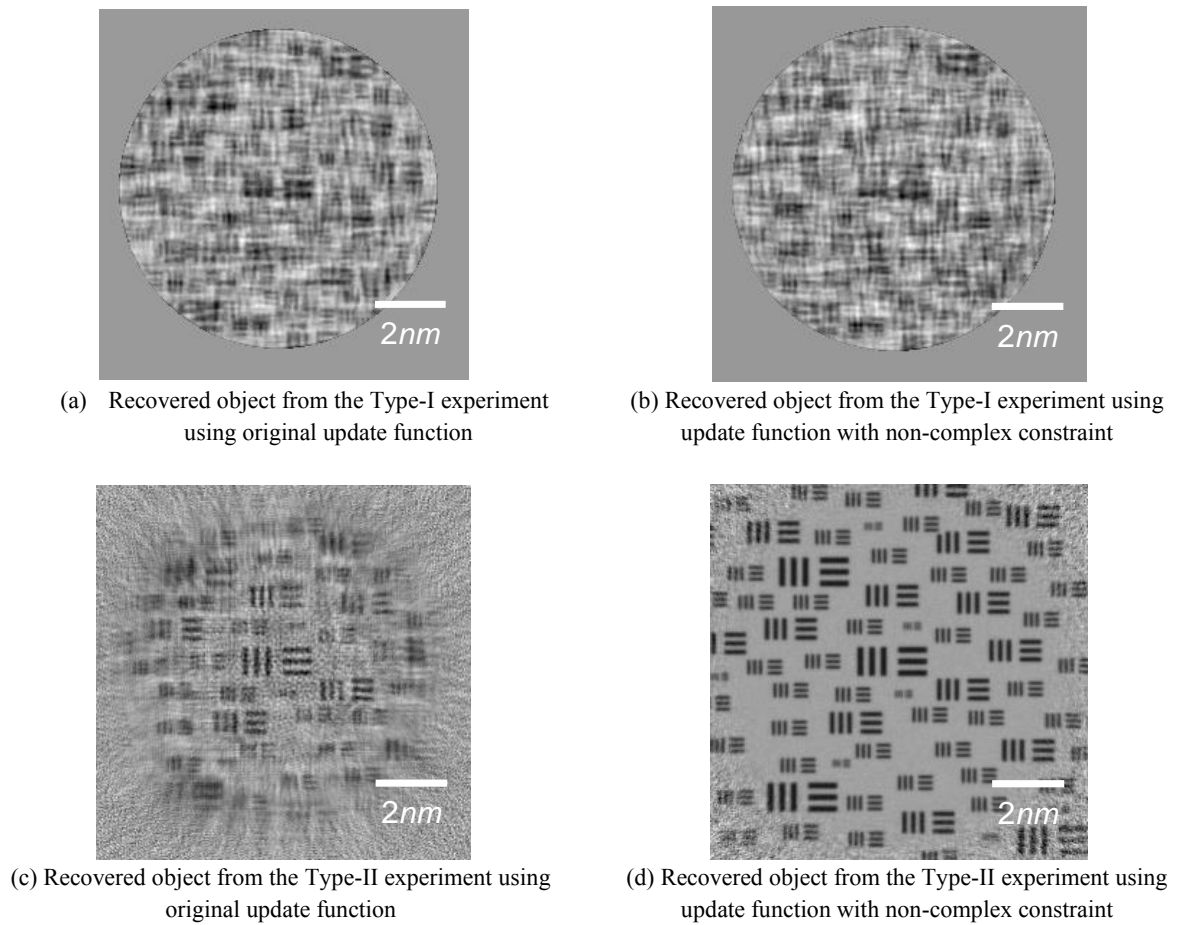 2nm
2nm
(a) Recovered object from the Type-I experiment
using original update function
(b) Recovered object from the Type-I experiment using
update function with non-complex constraint
2nm
2nm
(c) Recovered object from the Type-II experiment using
original update function
(d) Recovered object from the Type-II experiment using
update function with non-complex constraint